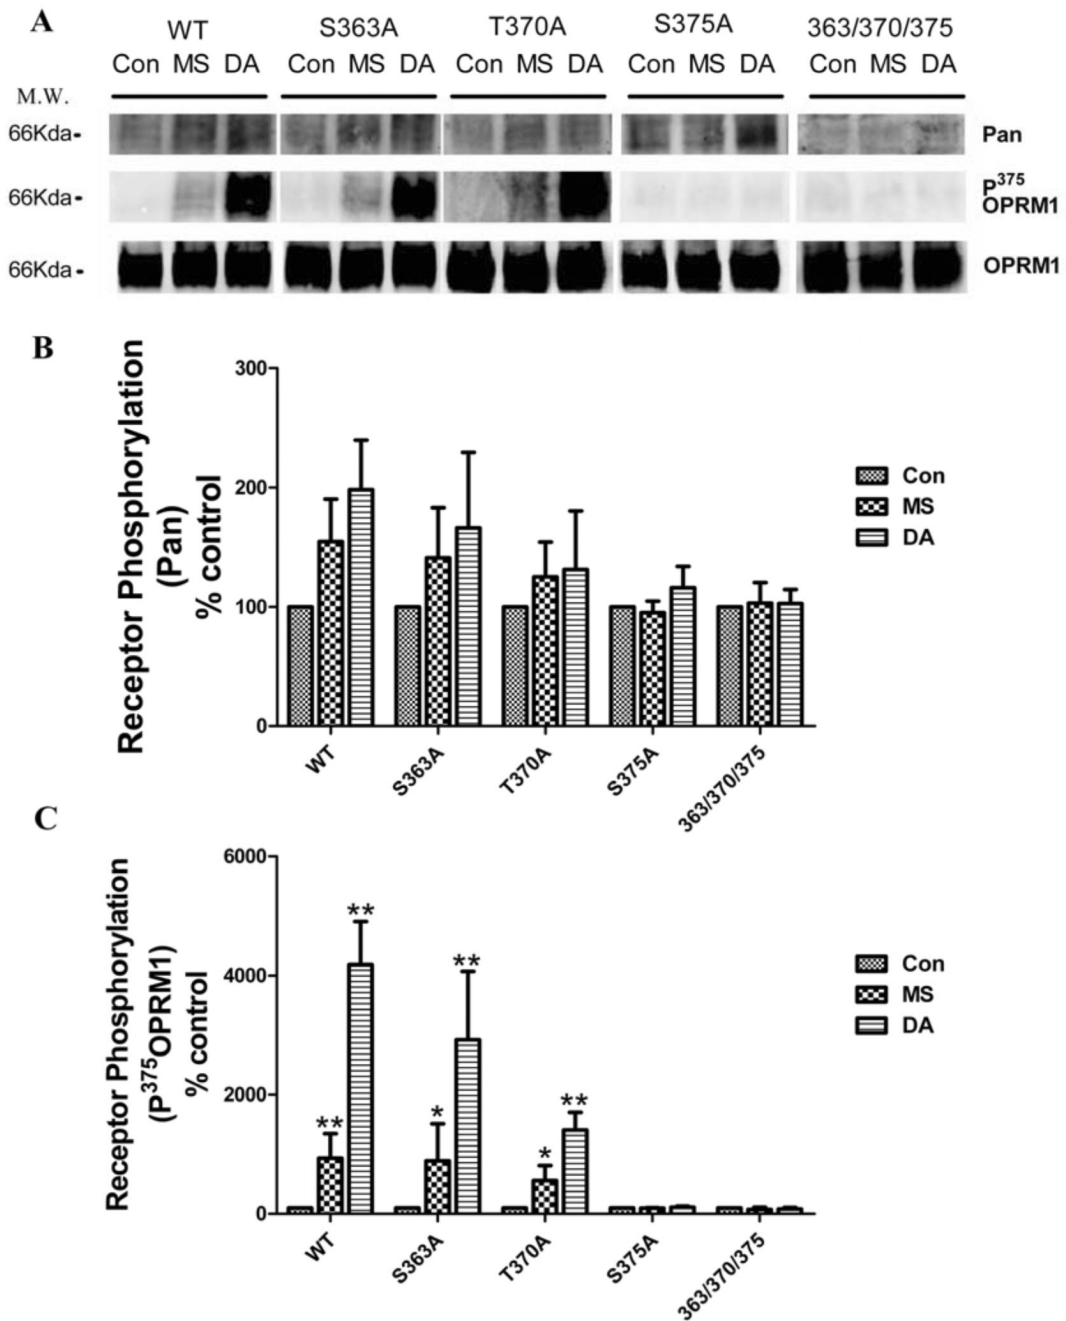 A
WT S363A T370A S375A 363/370/375
Con MS DA Con MS DA Con MS DA Con MS DA Con MS DA
M.W.
66Kda- Pan
66Kda- P375 OPRM1
66Kda- OPRM1
B
Receptor Phosphorylation
(Pan)
% control
300
200
100
0
Con
MS
DA
WT S363A T370A S375A 363/370/375
C
Receptor Phosphorylation
(P375OPRM1)
% control
6000
4000
2000
0
** ** * ** * **
Con
MS
DA
WT S363A T370A S375A 363/370/375